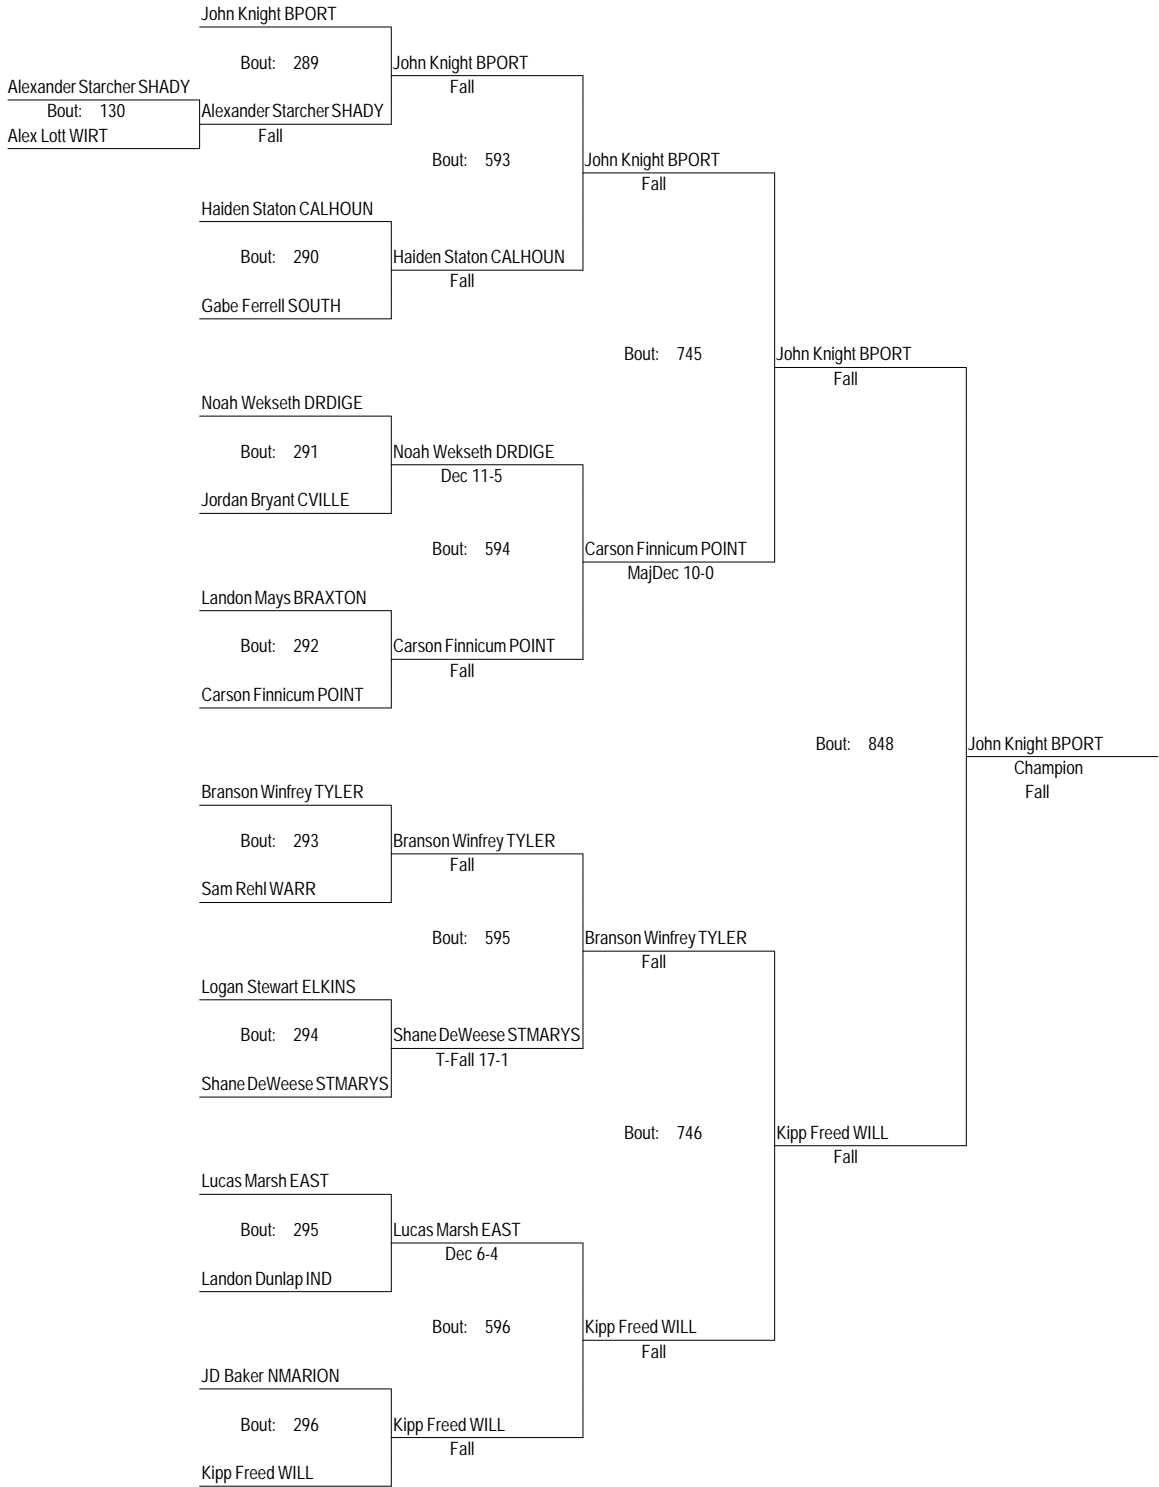 John Knight BPORT
Bout: 289
John Knight BPORT
Fall
Alexander Starcher SHADY
Bout: 130
Alexander Starcher SHADY
Alex Lott WIRT
Fall
Bout: 593
John Knight BPORT
Fall
Haiden Staton CALHOUN
Bout: 290
Haiden Staton CALHOUN
Fall
Gabe Ferrell SOUTH
Bout: 745
John Knight BPORT
Fall
Noah Wekseth DRDIGE
Bout: 291
Noah Wekseth DRDIGE
Dec 11-5
Jordan Bryant CVILLE
Bout: 594
Carson Finnicum POINT
MajDec 10-0
Landon Mays BRAXTON
Bout: 292
Carson Finnicum POINT
Fall
Carson Finnicum POINT
Bout: 848
John Knight BPORT
Champion
Fall
Branson Winfrey TYLER
Bout: 293
Branson Winfrey TYLER
Fall
Sam Rehl WARR
Bout: 595
Branson Winfrey TYLER
Fall
Logan Stewart ELKINS
Bout: 294
Shane DeWeese STMARYS
T-Fall 17-1
Shane DeWeese STMARYS
Bout: 746
Kipp Freed WILL
Fall
Lucas Marsh EAST
Bout: 295
Lucas Marsh EAST
Dec 6-4
Landon Dunlap IND
Bout: 596
Kipp Freed WILL
Fall
JD Baker NMARION
Bout: 296
Kipp Freed WILL
Fall
Kipp Freed WILL